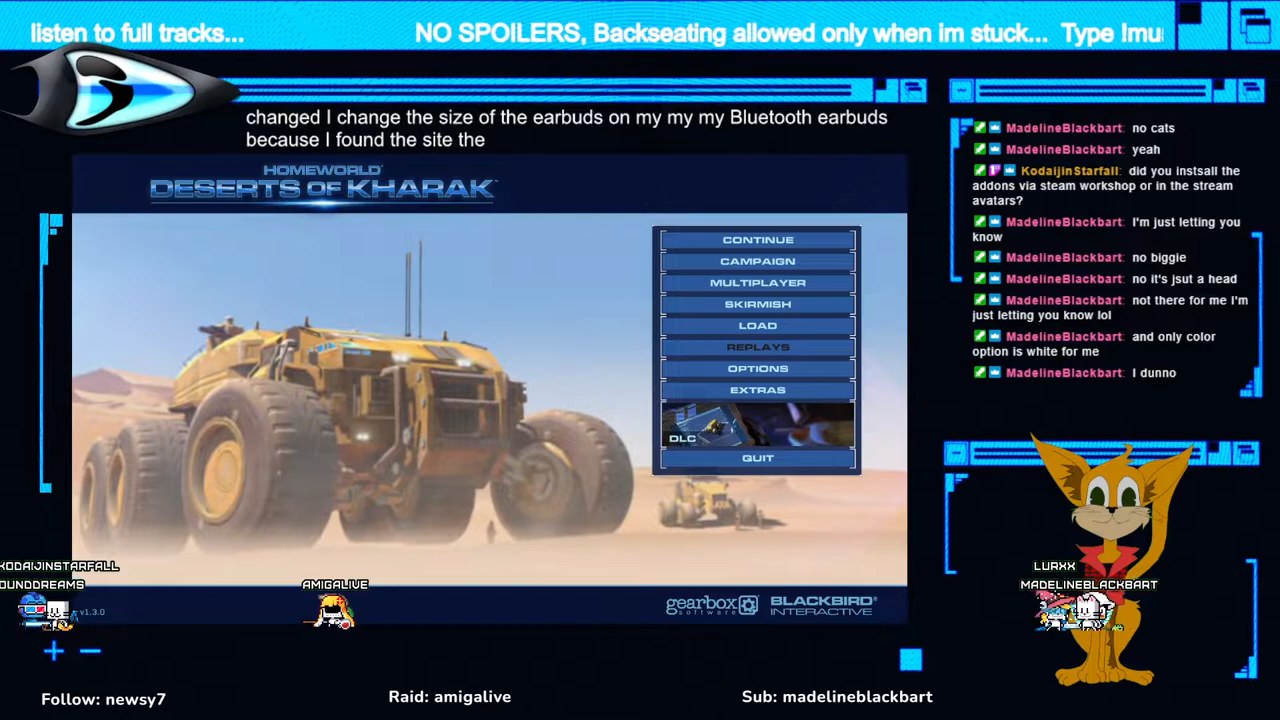 listen to full tracks...
NO SPOILERS, Backseating allowed only when im stuck...
Type !mu
changed I change the size of the earbuds on my my my Bluetooth earbuds
because I found the site the
HOMEWORLD
DESERTS OF KHARAK
CONTINUE
CAMPAIGN
MULTIPLAYER
SKIRMISH
LOAD
REPLAYS
OPTIONS
EXTRAS
DLC
QUIT
MadelineBlackbart: no cats
MadelineBlackbart: yeah
KodaijinStarfall: did you instsall the
addons via steam workshop or in the stream
avatars?
MadelineBlackbart: I'm just letting you
know
MadelineBlackbart: no biggie
MadelineBlackbart: no it's jsut a head
MadelineBlackbart: not there for me I'm
just letting you know lol
MadelineBlackbart: and only color
option is white for me
MadelineBlackbart: I dunno
KODAIJINSTARFALL
OUNDDREAMS
AMIGALIVE
LURXX
MADELINEBLACKBART
v1.3.0
gearbox
software
BLACKBIRD
INTERACTIVE
Follow: newsy7
Raid: amigalive
Sub: madelineblackbart